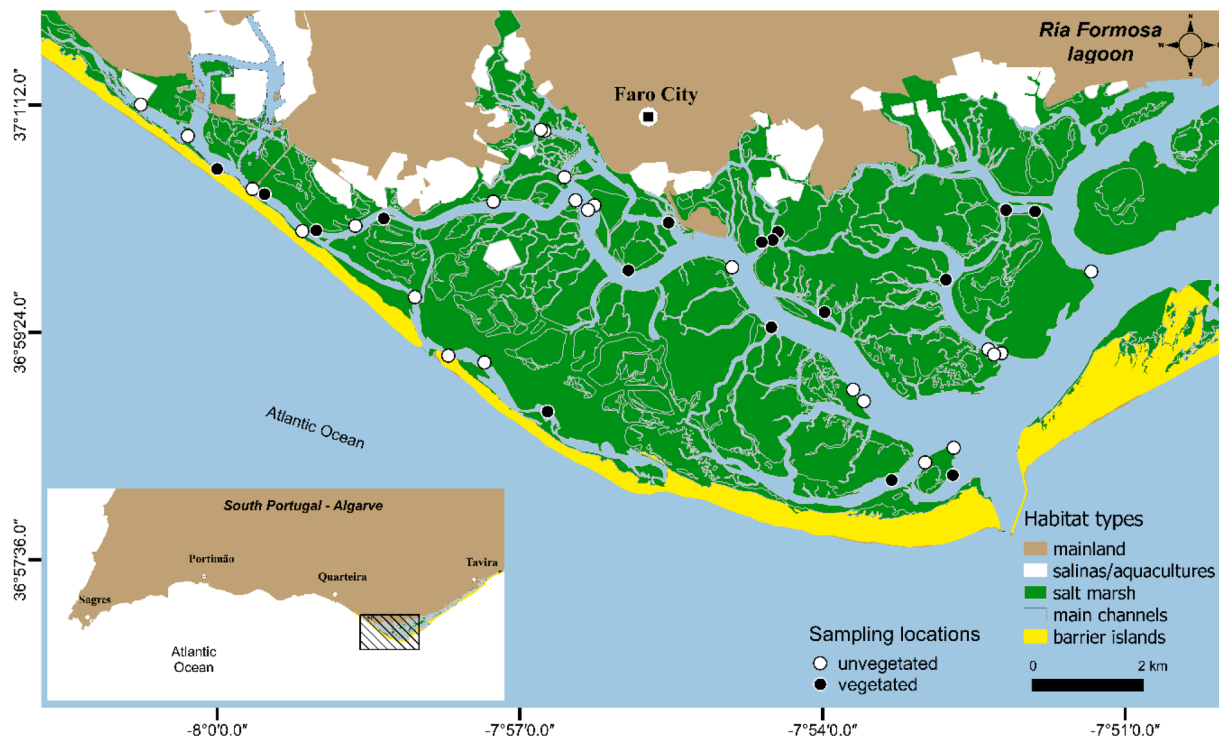 Ria Formosa
lagoon
N
W
S
Faro City
37°1'12.0"
36°59'24.0"
36°57'36.0"
Atlantic Ocean
South Portugal - Algarve
Portimão
Quarteira
Tavira
Sagres
Atlantic
Ocean
Habitat types
mainland
salinas/aquacultures
salt marsh
main channels
barrier islands
Sampling locations
unvegetated
vegetated
0 2 km
-8°0'0.0"
-7°57'0.0"
-7°54'0.0"
-7°51'0.0"